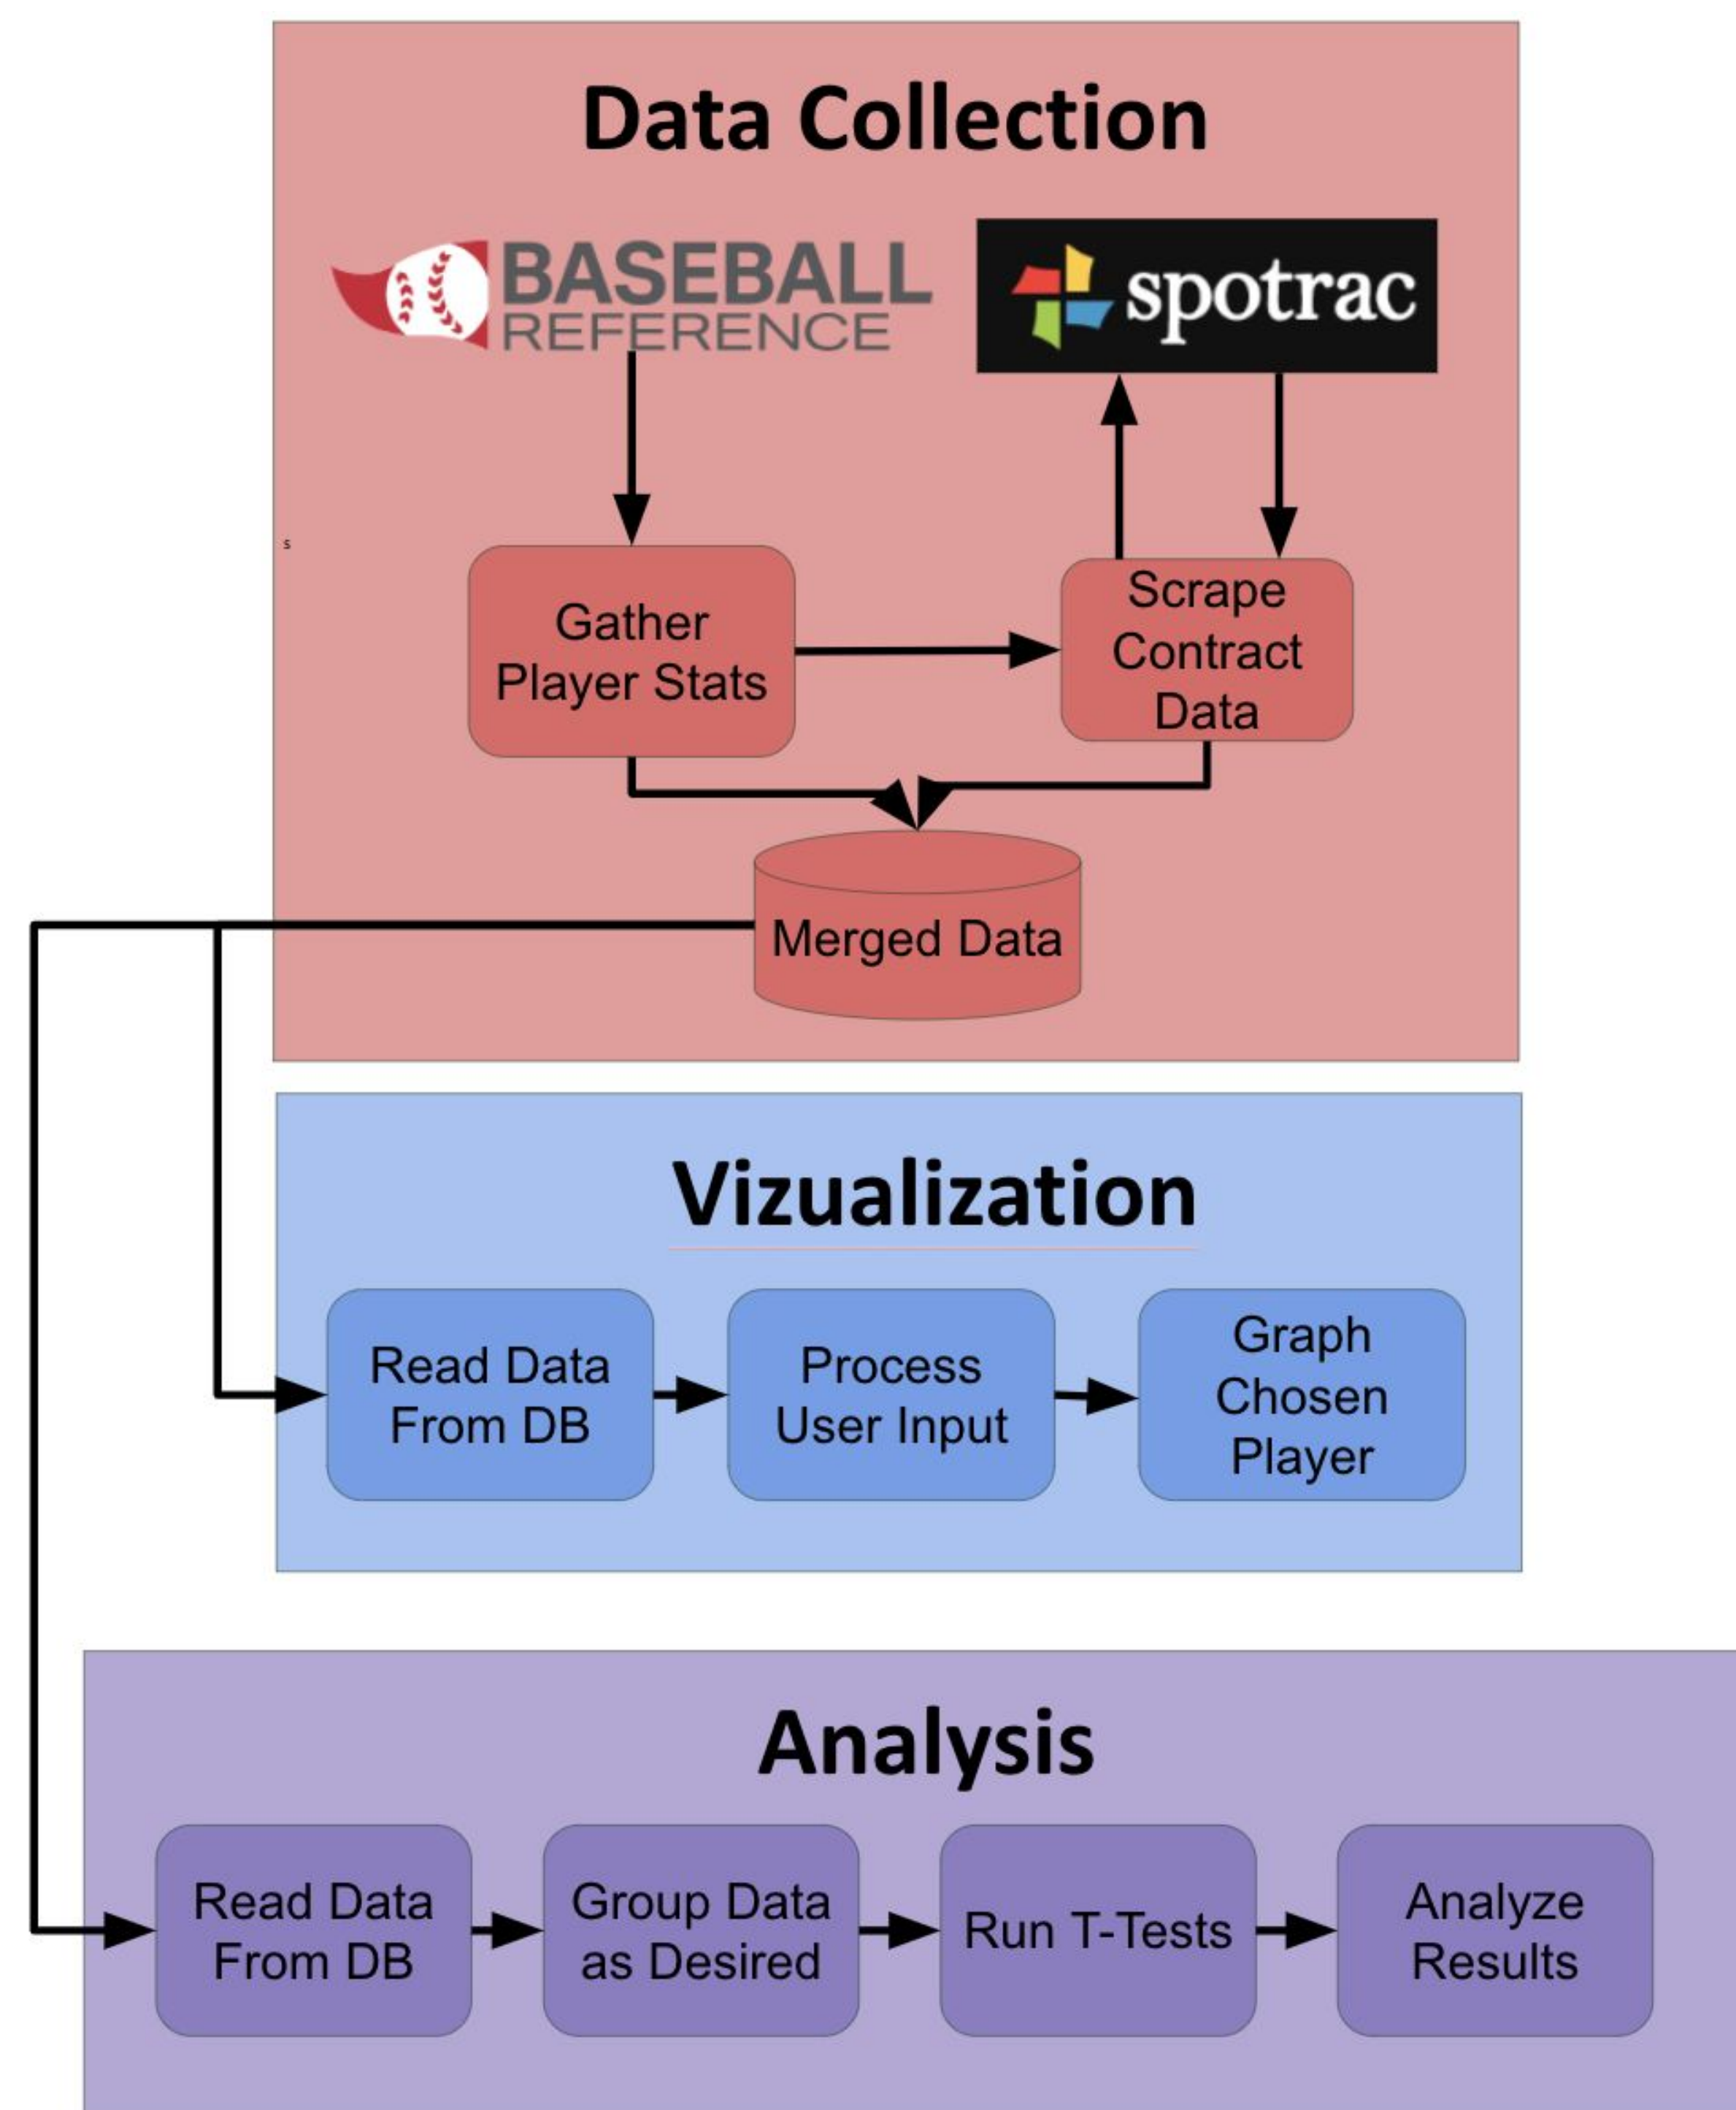 Data Collection
BASEBALL
REFERENCE
spotrac
s
Gather
Player Stats
Scrape
Contract
Data
Merged Data
Vizualization
Read Data
From DB
Process
User Input
Graph
Chosen
Player
Analysis
Read Data
From DB
Group Data
as Desired
Run T-Tests
Analyze
Results